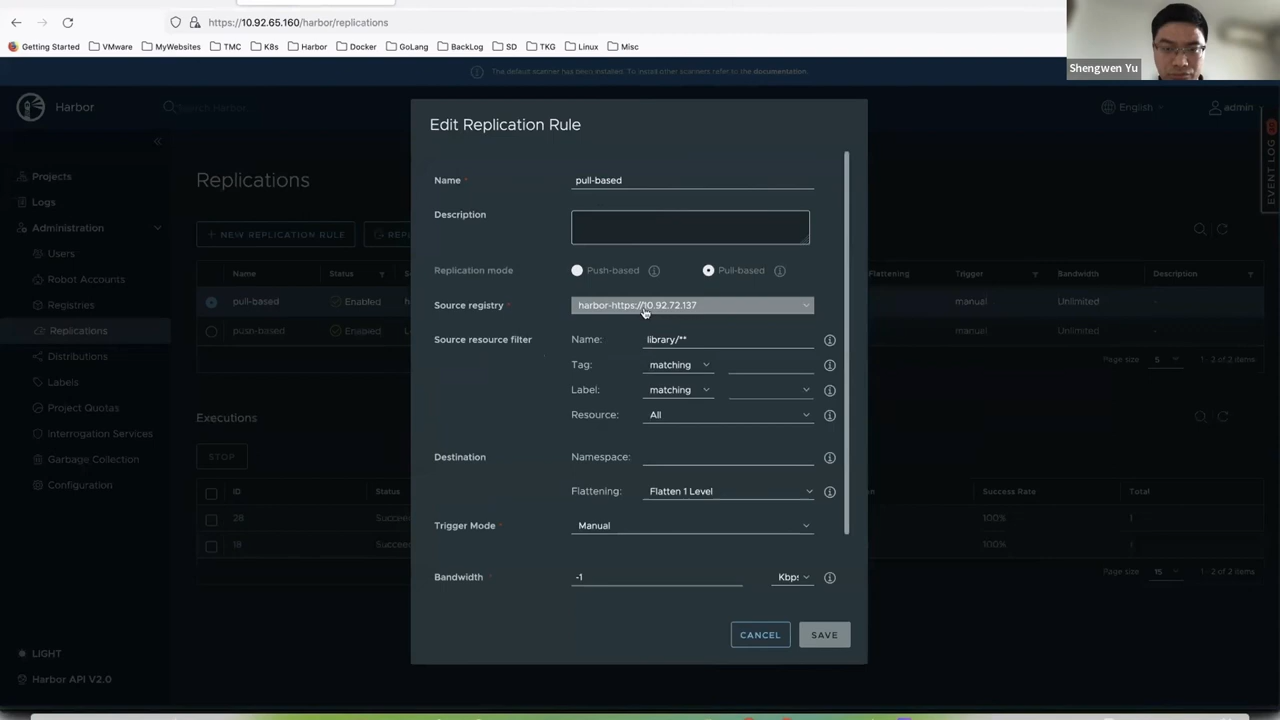 https://10.92.65.160/harbor/replications
Getting Started VMware MyWebsites TMC K8s Harbor Docker GoLang BackLog SD TKG Linux Misc
Shengwen Yu
The default scanner has been installed. To install other scanners refer to the documentation.
Harbor Search Harbor... English admin
EVENT LOG
Edit Replication Rule
Projects
Logs
Administration
Users
Robot Accounts
Registries
Replications
Distributions
Labels
Project Quotas
Interrogation Services
Garbage Collection
Configuration
LIGHT
Harbor API V2.0
Replications
+ NEW REPLICATION RULE
Name Status Flattening Trigger Bandwidth Description
pull-based Enabled manual Unlimited -
push-based Enabled manual Unlimited -
Page size 5 1 - 2 of 2 items
Executions
STOP
ID Status Success Rate Total
28 100% 1
18 100% 1
Page size 15 1 - 2 of 2 items
Name * pull-based
Description
Replication mode Push-based Pull-based
Source registry * harbor-https://10.92.72.137
Source resource filter Name: library/**
Tag: matching
Label: matching
Resource: All
Destination Namespace:
Flattening: Flatten 1 Level
Trigger Mode * Manual
Bandwidth * -1 Kbps
CANCEL SAVE